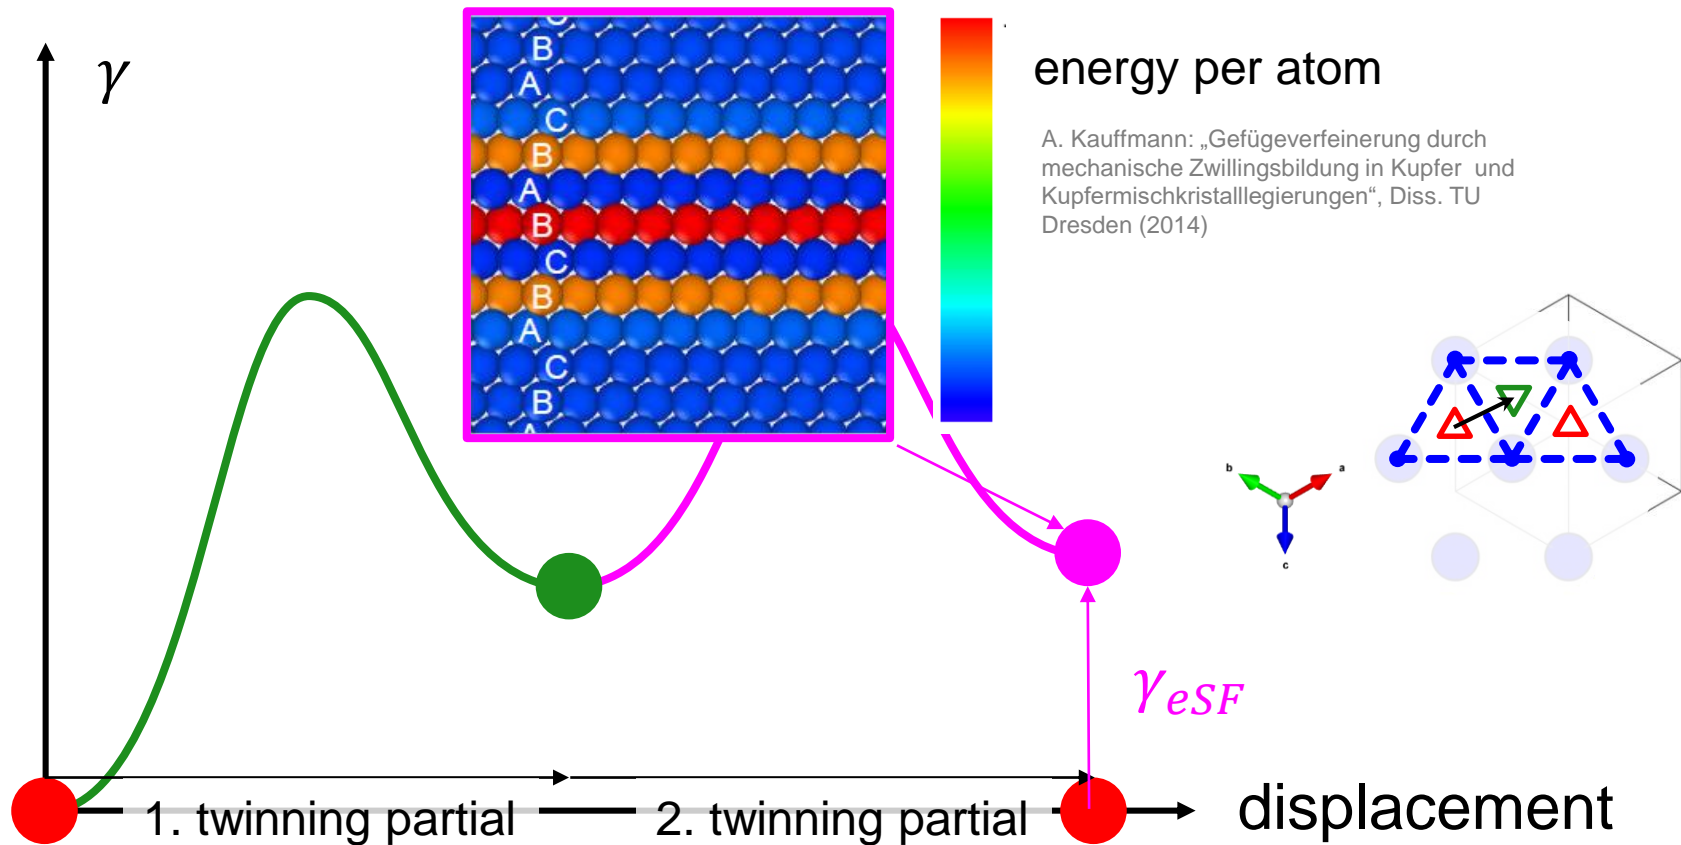 γ
C
B
A
C
B
A
B
C
B
A
C
B
A
energy per atom
A. Kauffmann: „Gefügeverfeinerung durch
mechanische Zwillingsbildung in Kupfer und
Kupfermischkristalllegierungen“, Diss. TU
Dresden (2014)
b
a
c
γeSF
1. twinning partial
2. twinning partial
displacement